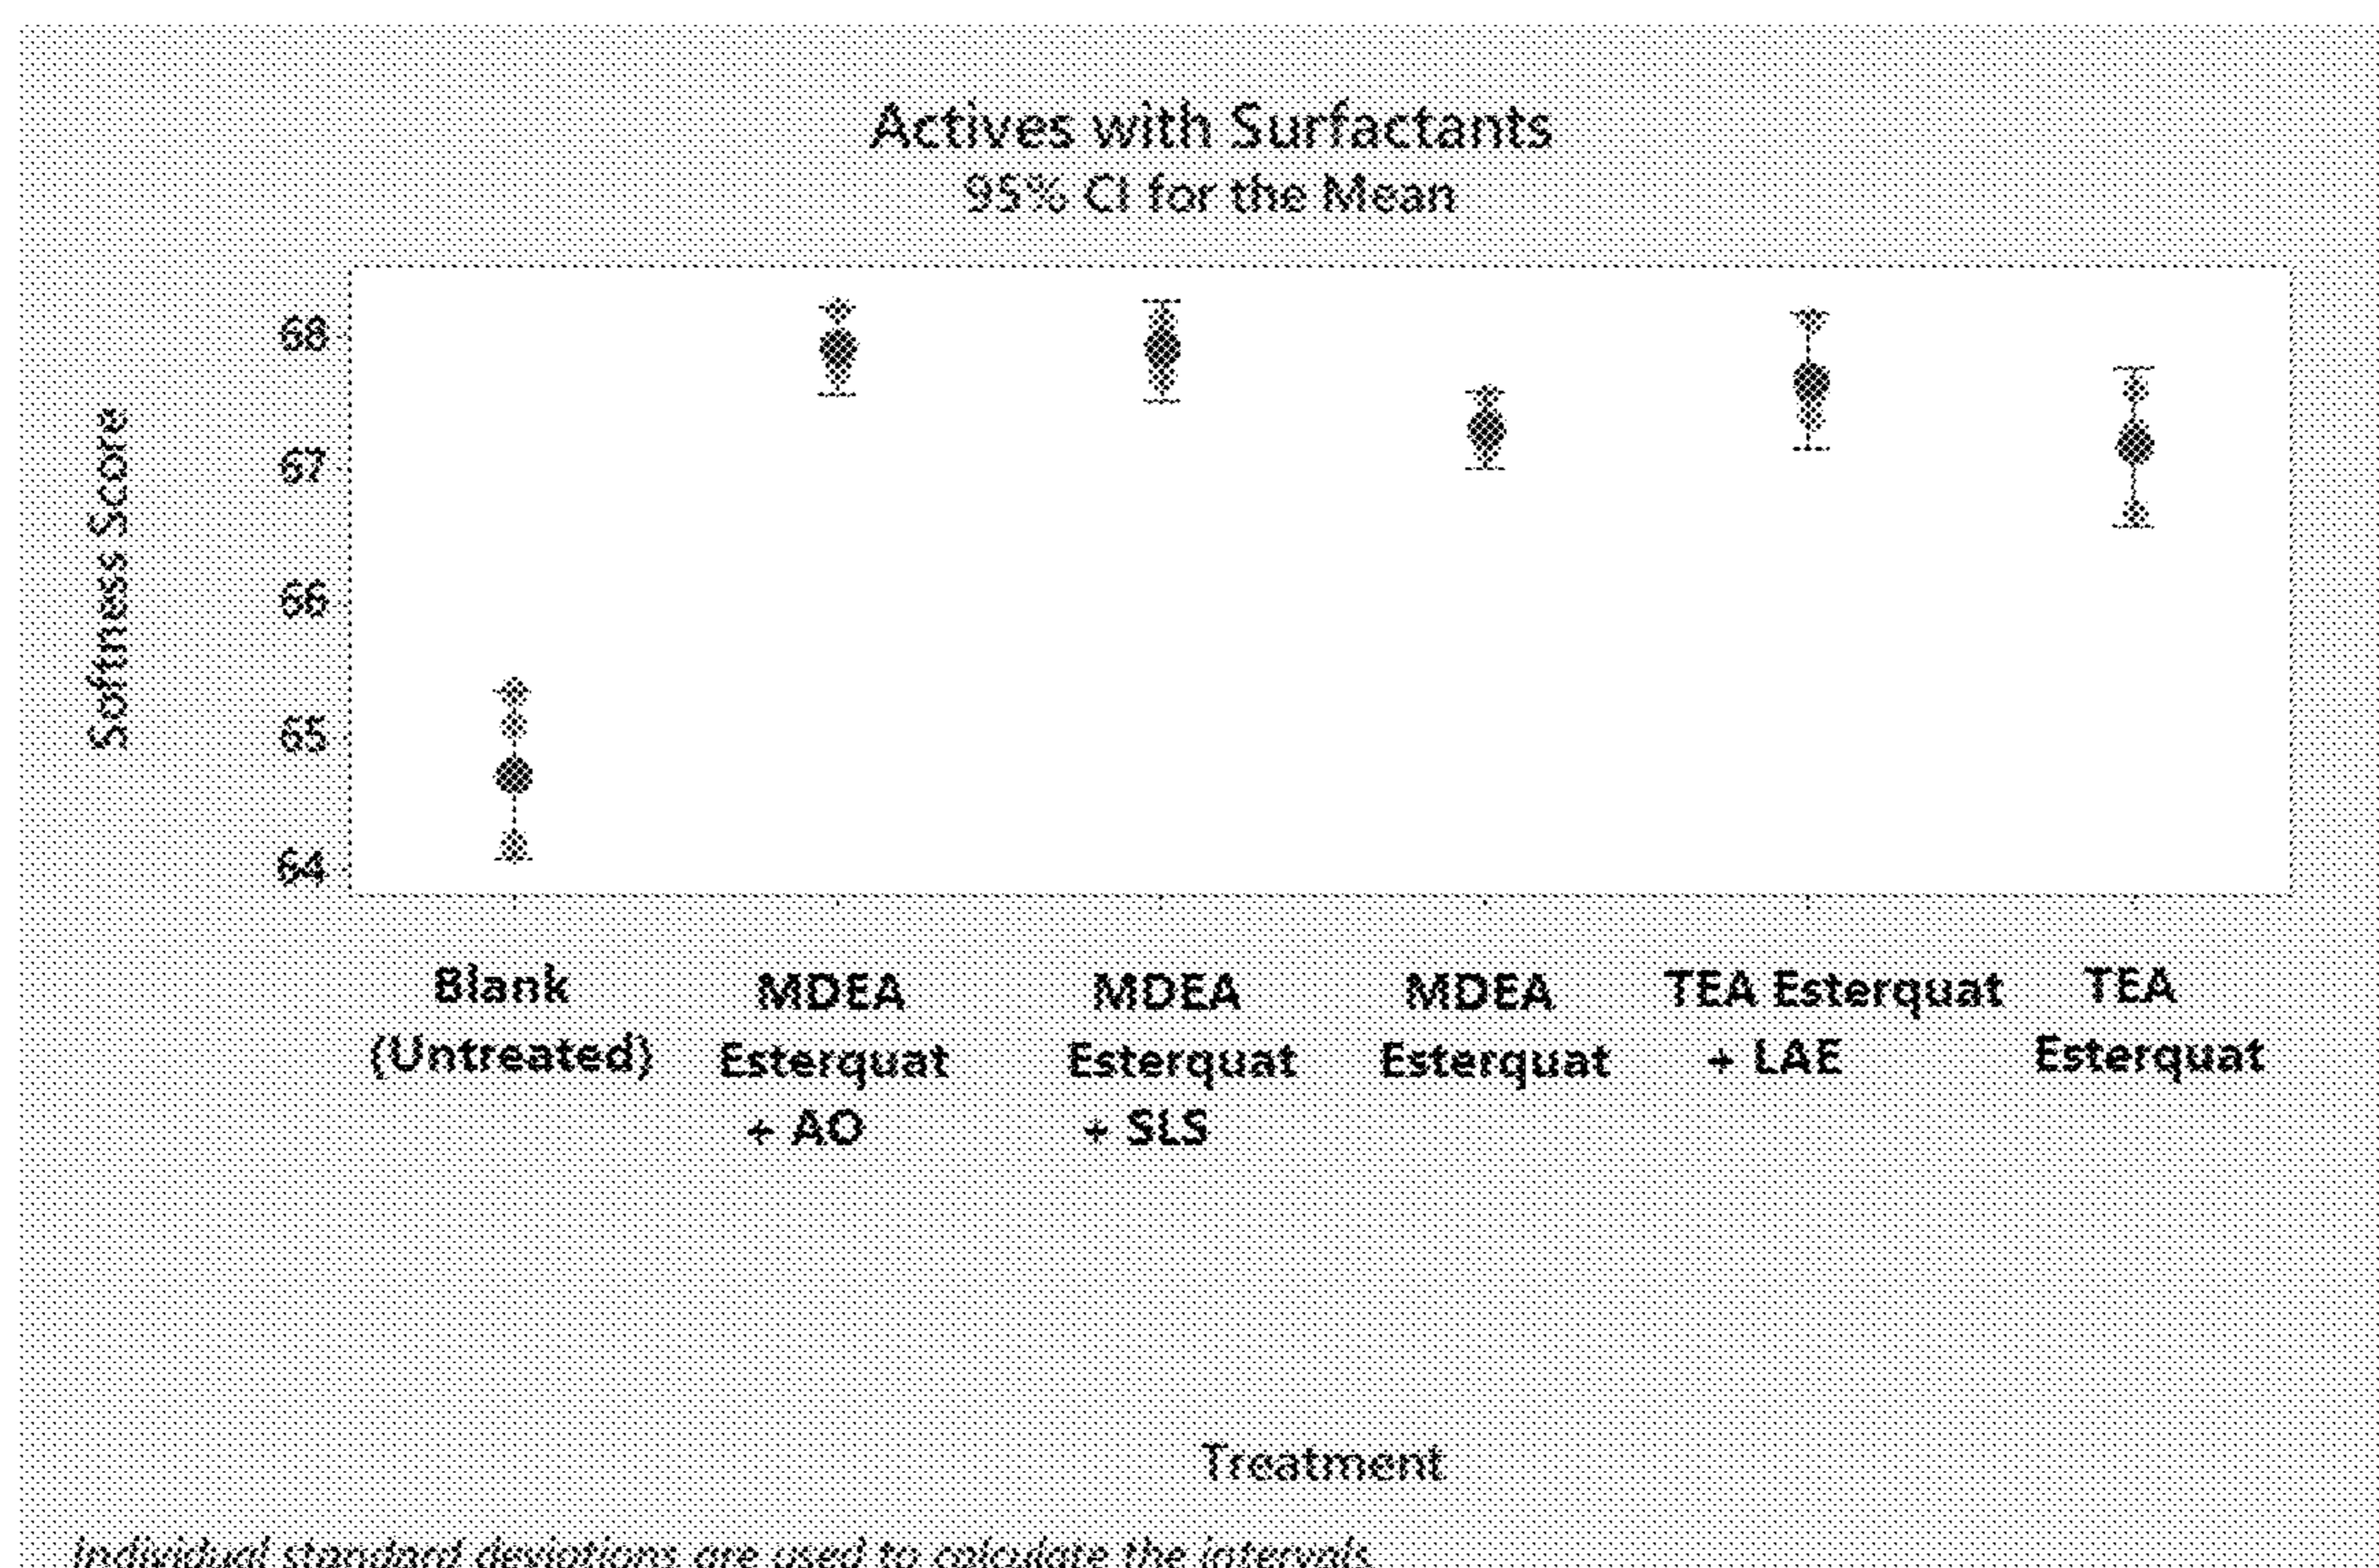 Actives with Surfactants
95% CI for the Mean
Softness Score
68
67
66
65
64
Blank
(Untreated)
MDEA
Esterquat
+ AO
MDEA
Esterquat
+ SLS
MDEA
Esterquat
TEA Esterquat
+ LAE
TEA
Esterquat
Treatment
Individual standard deviations are used to calculate the intervals.